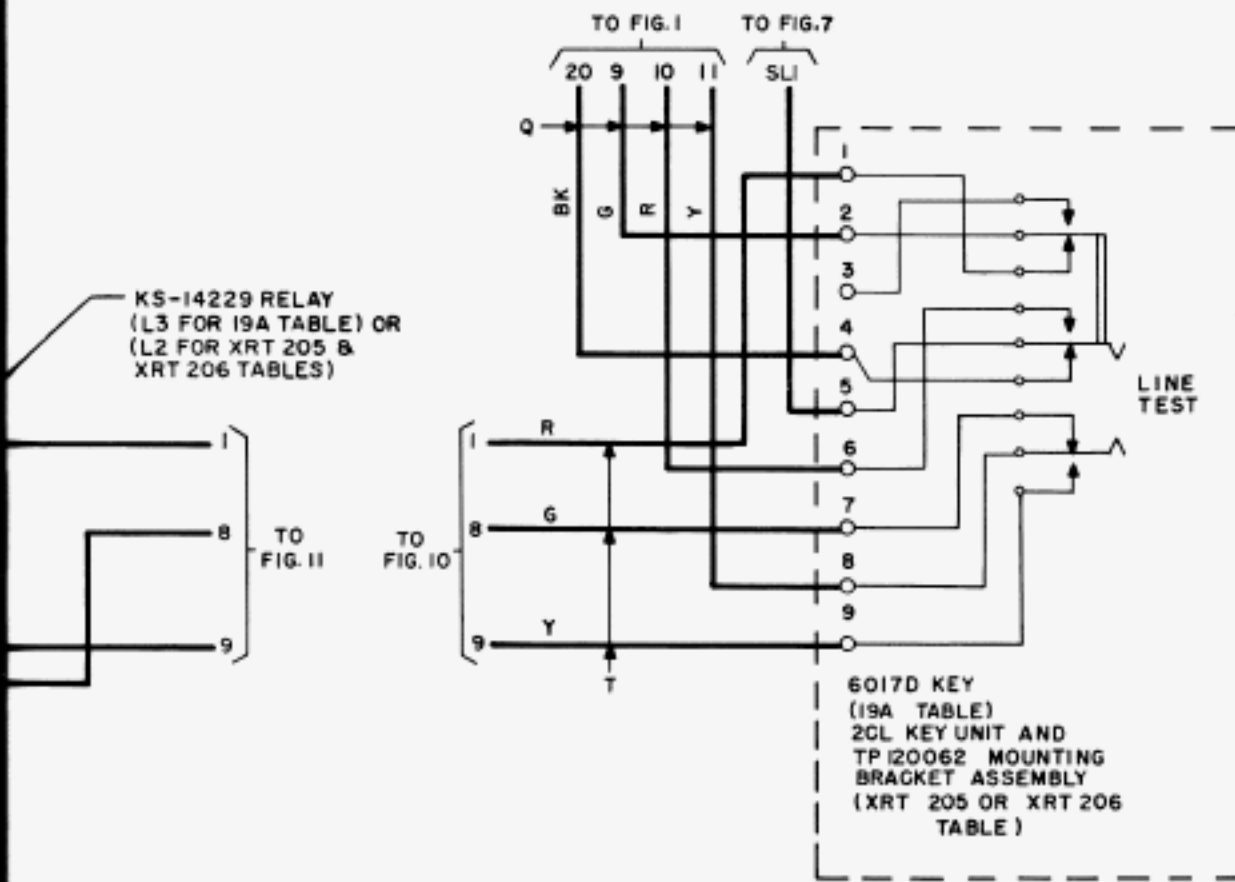 TO FIG. 1
TO FIG. 7
20 9 10 11
SL1
Q
BK
G
R
Y
1
2
3
4
5
6
7
8
9
LINE
TEST
KS-14229 RELAY
(L3 FOR 19A TABLE) OR
(L2 FOR XRT 205 &
XRT 206 TABLES)
1
8
9
TO
FIG. 11
TO
FIG. 10
1
8
9
R
G
Y
T
6017D KEY
(19A TABLE)
2CL KEY UNIT AND
TP120062 MOUNTING
BRACKET ASSEMBLY
(XRT 205 OR XRT 206
TABLE)